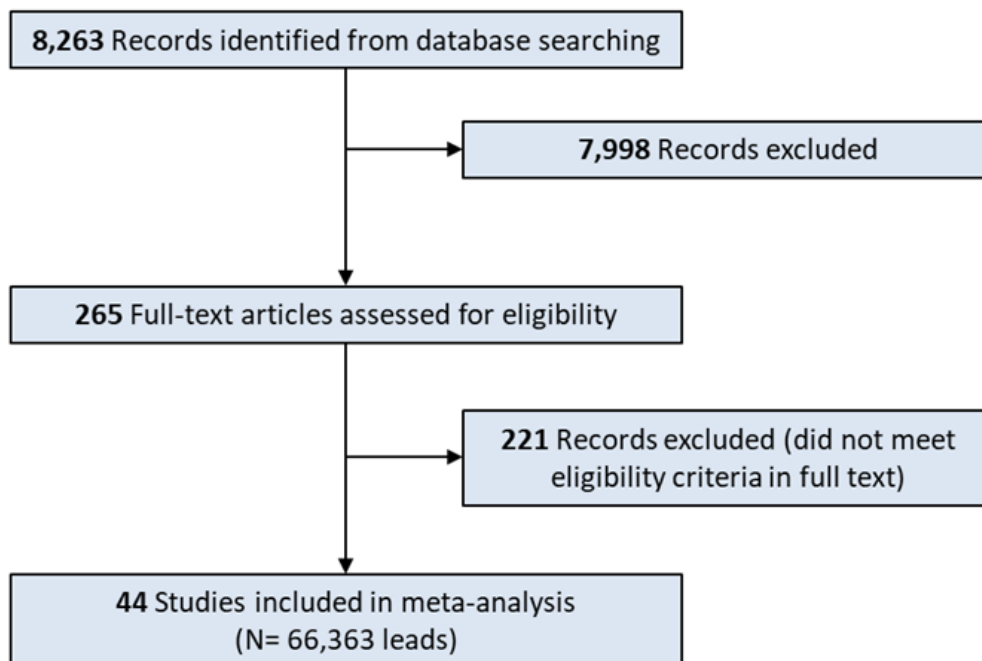 8,263 Records identified from database searching
7,998 Records excluded
265 Full-text articles assessed for eligibility
221 Records excluded (did not meet
eligibility criteria in full text)
44 Studies included in meta-analysis
(N= 66,363 leads)